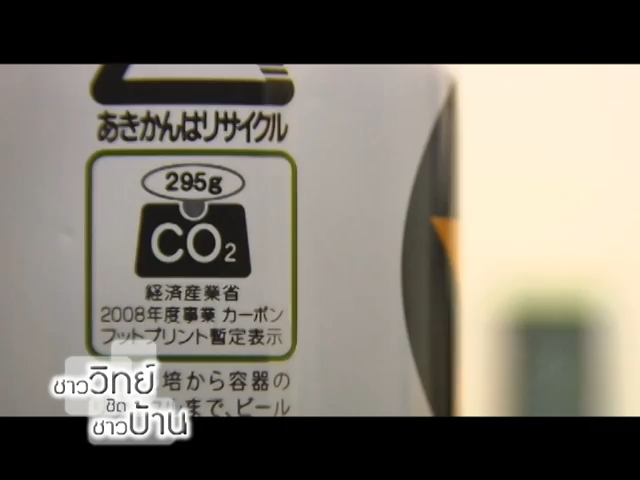 あきかんはリサイクル
295g
CO2
経済産業省
2008年度事業 カーボン
フットプリント暫定表示
培から容器の
まで、ビール
ชาววิทย์
ชิด
ชาวบ้าน